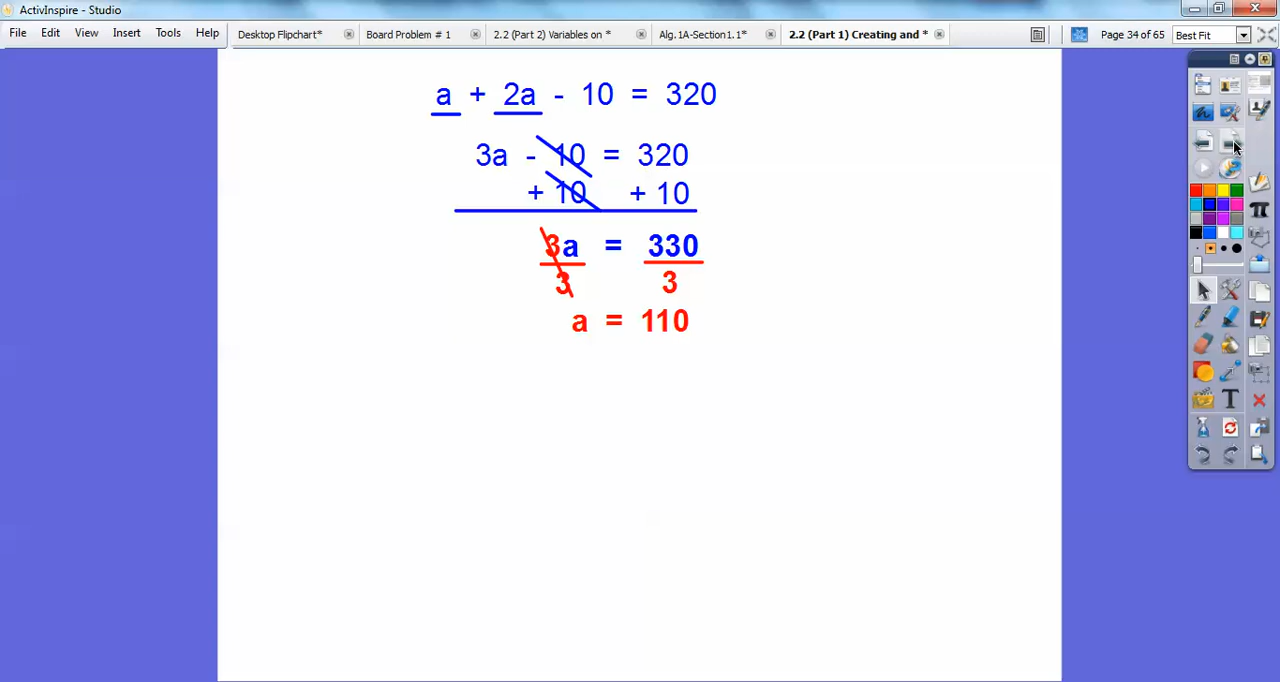 ActivInspire - Studio
File Edit View Insert Tools Help
Desktop Flipchart* Board Problem # 1 2.2 (Part 2) Variables on * Alg.1A-Section1.1* 2.2 (Part 1) Creating and * Page 34 of 65 Best Fit
a + 2a - 10 = 320
3a - 10 = 320
+ 10 + 10
3a = 330
3 3
a = 110